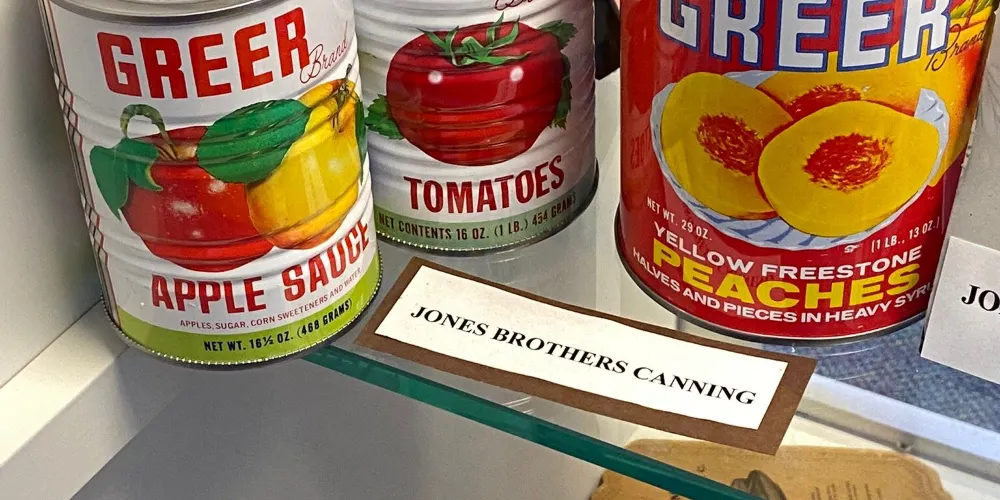 GREER
Brand
APPLE SAUCE
APPLES, SUGAR, CORN SWEETENERS AND WATER
NET WT. 16½ OZ. (468 GRAMS)
TOMATOES
NET CONTENTS 16 OZ. (1 LB.) 454 GRAMS
GREER
Brand
NET WT. 29 OZ.
(1 LB., 13 OZ.)
YELLOW FREESTONE
PEACHES
HALVES AND PIECES IN HEAVY SYRU
JONES BROTHERS CANNING
JO